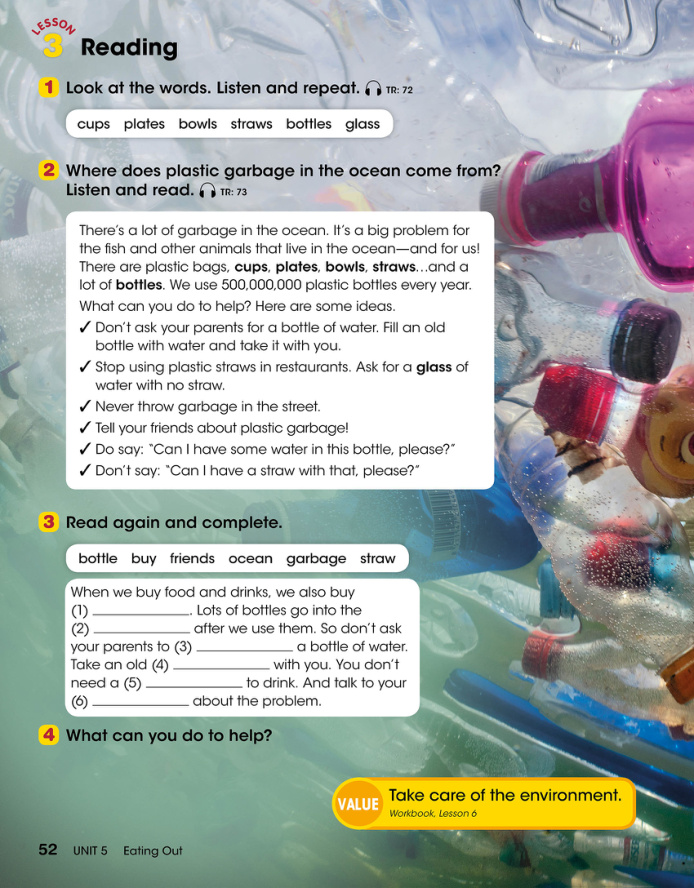 LESSON
3 Reading
1 Look at the words. Listen and repeat. TR: 72
cups plates bowls straws bottles glass
2 Where does plastic garbage in the ocean come from?
Listen and read. TR: 73
There's a lot of garbage in the ocean. It's a big problem for
the fish and other animals that live in the ocean—and for us!
There are plastic bags, cups, plates, bowls, straws…and a
lot of bottles. We use 500,000,000 plastic bottles every year.
What can you do to help? Here are some ideas.
✓ Don't ask your parents for a bottle of water. Fill an old
bottle with water and take it with you.
✓ Stop using plastic straws in restaurants. Ask for a glass of
water with no straw.
✓ Never throw garbage in the street.
✓ Tell your friends about plastic garbage!
✓ Do say: “Can I have some water in this bottle, please?”
✓ Don't say: “Can I have a straw with that, please?”
3 Read again and complete.
bottle buy friends ocean garbage straw
When we buy food and drinks, we also buy
(1) ______________. Lots of bottles go into the
(2) ______________ after we use them. So don't ask
your parents to (3) ______________ a bottle of water.
Take an old (4) ______________ with you. You don't
need a (5) ______________ to drink. And talk to your
(6) ______________ about the problem.
4 What can you do to help?
VALUE
Take care of the environment.
Workbook, Lesson 6
52 UNIT 5 Eating Out